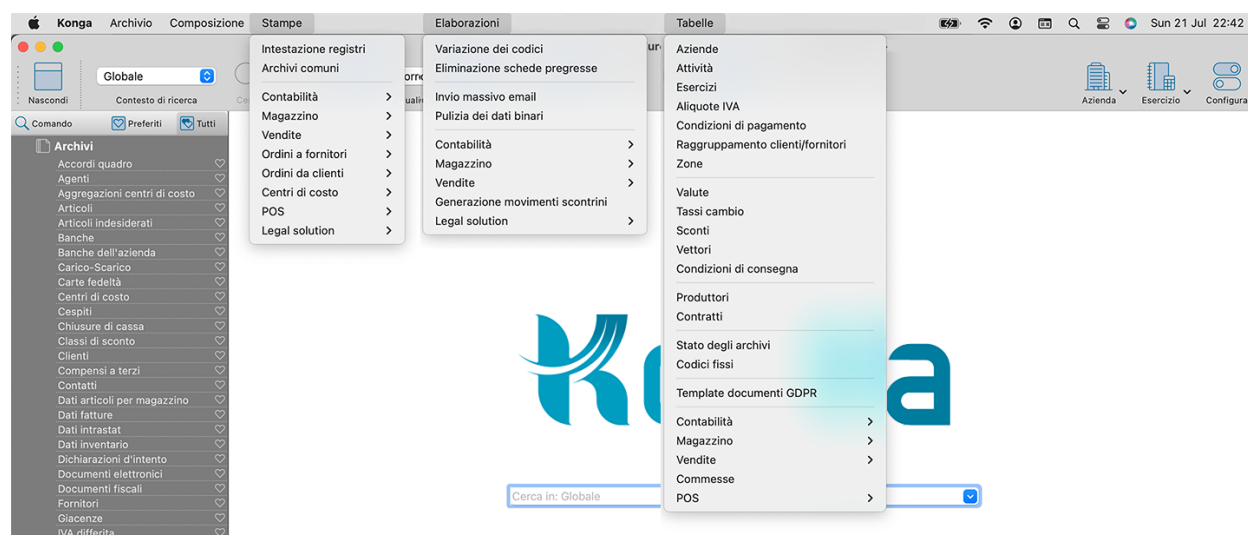 Konga Archivio Composizione Stampe Elaborazioni Tabelle Sun 21 Jul 22:42
Globale
Nascondi
Contesto di ricerca
Azienda
Esercizio
Configura
Comando
Preferiti
Tutti
Archivi
Accordi quadro
Agenti
Aggregazioni centri di costo
Articoli
Articoli indesiderati
Banche
Banche dell'azienda
Carico-Scarico
Carte fedeltà
Centri di costo
Cespiti
Chiusure di cassa
Classi di sconto
Clienti
Compensi a terzi
Contatti
Dati articoli per magazzino
Dati fatture
Dati intrastat
Dati inventario
Dichiarazioni d'intento
Documenti elettronici
Documenti fiscali
Fornitori
Giacenze
IVA differita
Intestazione registri
Archivi comuni
Contabilità
Magazzino
Vendite
Ordini a fornitori
Ordini da clienti
Centri di costo
POS
Legal solution
Variazione dei codici
Eliminazione schede pregresse
Invio massivo email
Pulizia dei dati binari
Contabilità
Magazzino
Vendite
Generazione movimenti scontrini
Legal solution
Aziende
Attività
Esercizi
Aliquote IVA
Condizioni di pagamento
Raggruppamento clienti/fornitori
Zone
Valute
Tassi cambio
Sconti
Vettori
Condizioni di consegna
Produttori
Contratti
Stato degli archivi
Codici fissi
Template documenti GDPR
Contabilità
Magazzino
Vendite
Commesse
POS
Cerca in: Globale